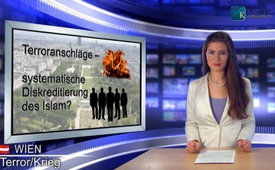 Terroranschläge –
systematische
Diskreditierung
des Islam?
WIEN
Terror/Krieg